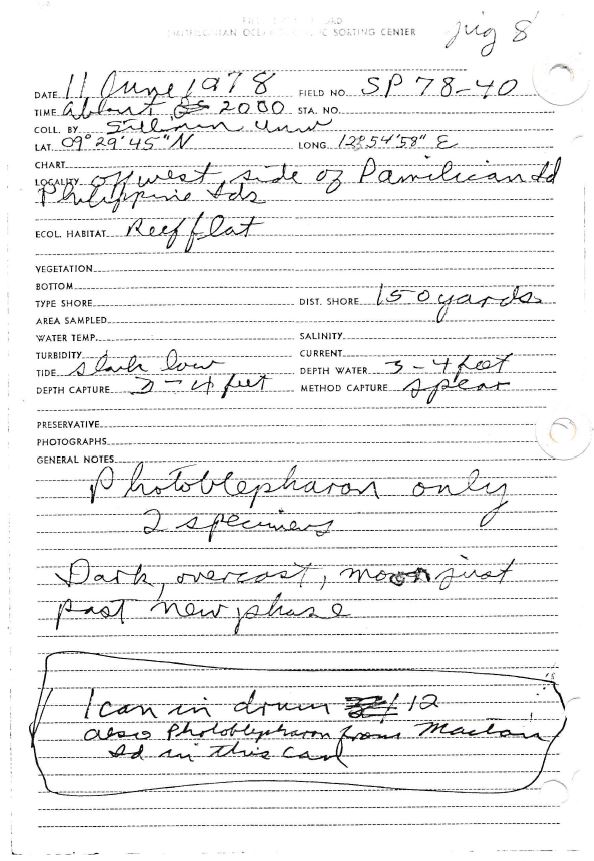 FIELD RECORD
SMITHSONIAN OCEANOGRAPHIC SORTING CENTER
Jug 8
DATE 11 June 1978 FIELD NO. SP 78-40
TIME about 2000 STA. NO.
COLL. BY Silliman Univ
LAT. 09°29'45"N LONG. 12°54'58" E
CHART
LOCALITY off west side of Pamilican Id
Philippine Ids
ECOL. HABITAT Reef flat
VEGETATION
BOTTOM
TYPE SHORE DIST. SHORE 150 yards
AREA SAMPLED
WATER TEMP. SALINITY
TURBIDITY CURRENT
TIDE slack low DEPTH WATER 3-4 feet
DEPTH CAPTURE 3-4 feet METHOD CAPTURE spear
PRESERVATIVE
PHOTOGRAPHS
GENERAL NOTES
Photoblepharon only
2 specimens
Dark, overcast, moon just
past new phase
1 can in drum 12
also Photoblepharon from Mactan
Id in this can